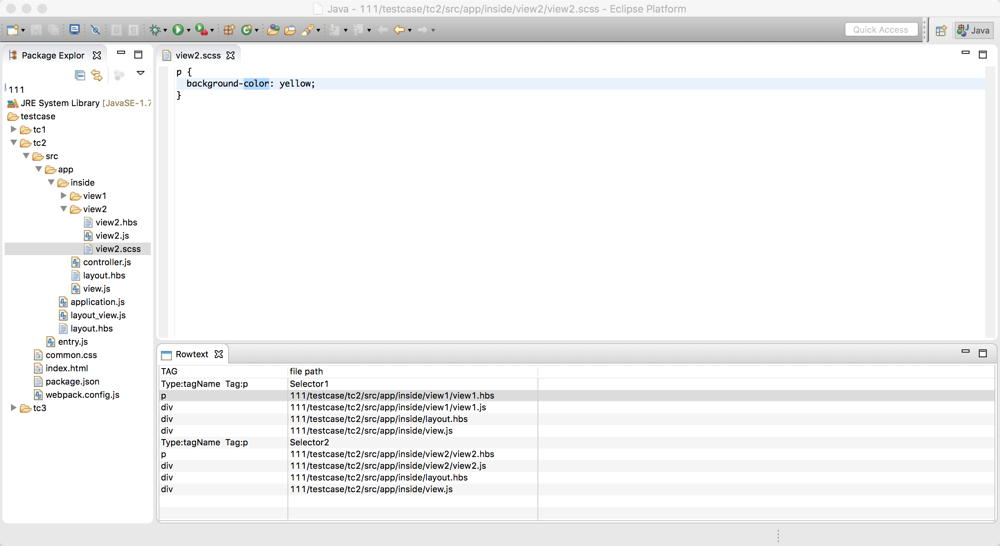 Java - 111/testcase/tc2/src/app/inside/view2/view2.scss - Eclipse Platform
Quick Access
Java
Package Explor
111
JRE System Library [JavaSE-1.7
testcase
tc1
tc2
src
app
inside
view1
view2
view2.hbs
view2.js
view2.scss
controller.js
layout.hbs
view.js
application.js
layout_view.js
layout.hbs
entry.js
common.css
index.html
package.json
webpack.config.js
tc3
view2.scss
p {
  background-color: yellow;
}
Rowtext
TAG file path
Type:tagName  Tag:p Selector1
p 111/testcase/tc2/src/app/inside/view1/view1.hbs
div 111/testcase/tc2/src/app/inside/view1/view1.js
div 111/testcase/tc2/src/app/inside/layout.hbs
div 111/testcase/tc2/src/app/inside/view.js
Type:tagName  Tag:p Selector2
p 111/testcase/tc2/src/app/inside/view2/view2.hbs
div 111/testcase/tc2/src/app/inside/view2/view2.js
div 111/testcase/tc2/src/app/inside/layout.hbs
div 111/testcase/tc2/src/app/inside/view.js